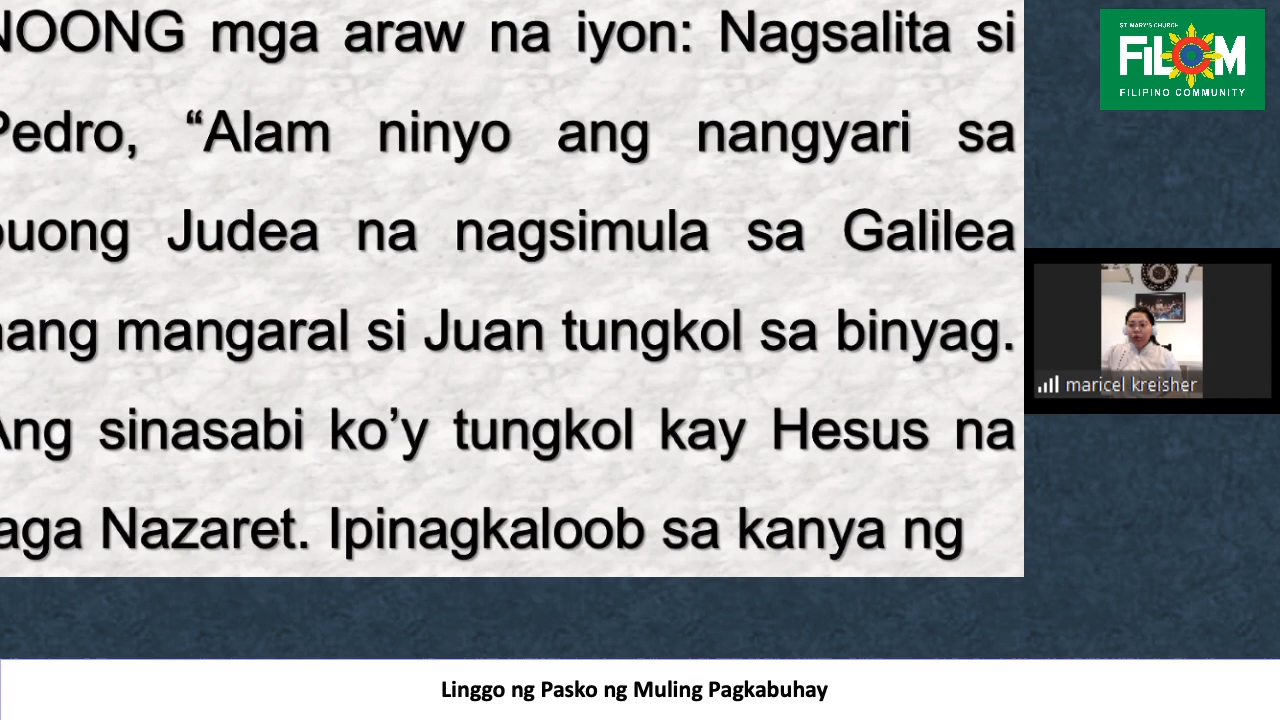 NOONG mga araw na iyon: Nagsalita si
Pedro, “Alam ninyo ang nangyari sa
buong Judea na nagsimula sa Galilea
nang mangaral si Juan tungkol sa binyag.
Ang sinasabi ko’y tungkol kay Hesus na
taga Nazaret. Ipinagkaloob sa kanya ng
ST MARY'S CHURCH
FILCOM
FILIPINO COMMUNITY
maricel kreisher
Linggo ng Pasko ng Muling Pagkabuhay